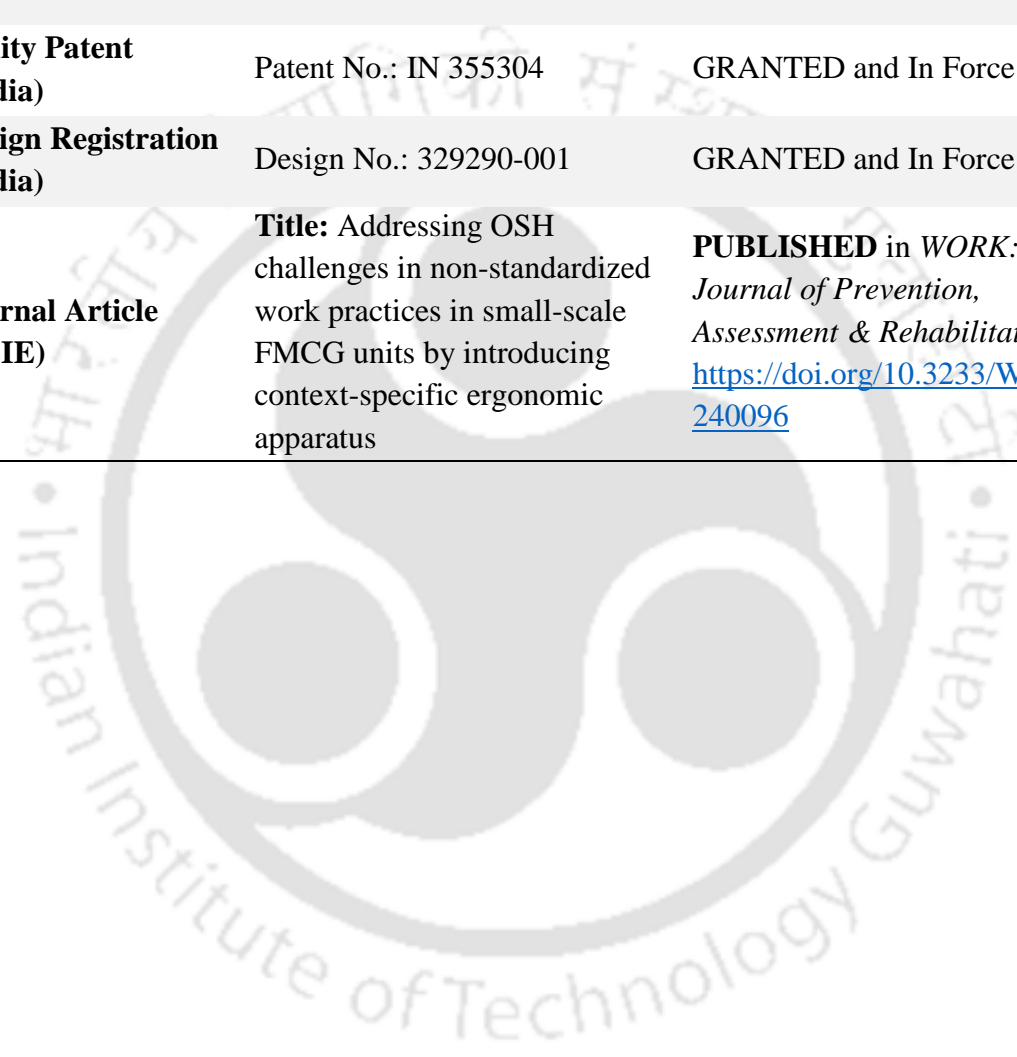 ity Patent
dia)
Patent No.: IN 355304
GRANTED and In Force
ign Registration
dia)
Design No.: 329290-001
GRANTED and In Force
rnal Article
IE)
Title: Addressing OSH
challenges in non-standardized
work practices in small-scale
FMCG units by introducing
context-specific ergonomic
apparatus
PUBLISHED in WORK:
Journal of Prevention,
Assessment & Rehabilitat
https://doi.org/10.3233/W
240096
Indian Institute of Technology Guwahati